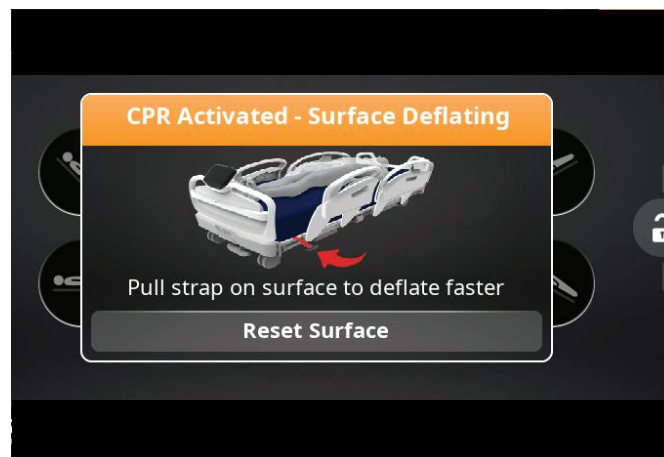 CPR Activated - Surface Deflating
Pull strap on surface to deflate faster
Reset Surface